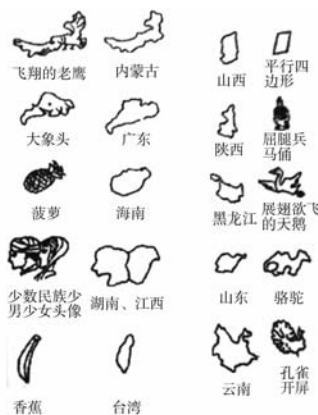 飞翔的老鹰
内蒙古
山西
平行四
边形
大象头
广东
陕西
屈腿兵
马俑
菠萝
海南
黑龙江
展翅欲飞
的天鹅
少数民族少
男少女头像
湖南、江西
山东
骆驼
香蕉
台湾
云南
孔雀
开屏